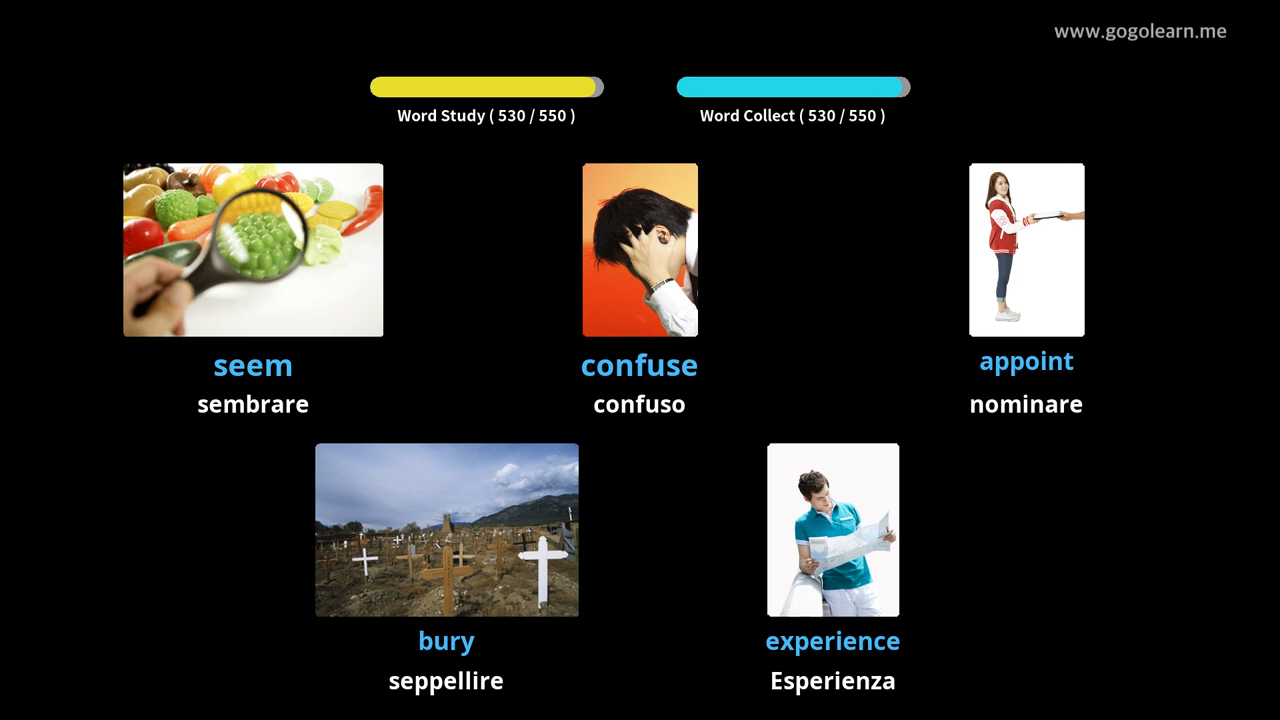 www.gogolearn.me
Word Study ( 530 / 550 )
Word Collect ( 530 / 550 )
seem
sembrare
confuse
confuso
appoint
nominare
bury
seppellire
experience
Esperienza